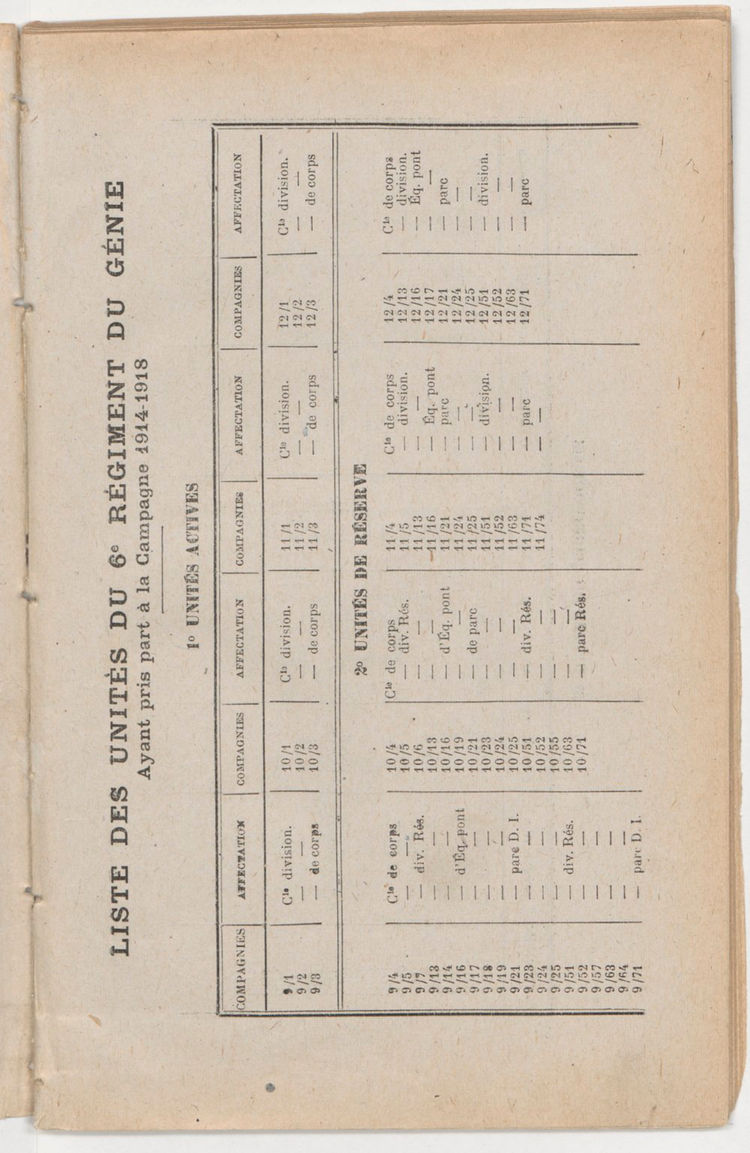 LISTE DES UNITÉS DU 6e RÉGIMENT DU GÉNIE
Ayant pris part à la Campagne 1914-1918
1o UNITÉS ACTIVES
COMPAGNIES AFFECTATION COMPAGNIES AFFECTATION COMPAGNIES AFFECTATION COMPAGNIES AFFECTATION
9/1 Cie division. 10/1 Cie division. 11/1 Cie division. 12/1 Cie division.
9/2 — — 10/2 — — 11/2 — — 12/2 — —
9/3 — de corps 10/3 — de corps 11/3 — de corps 12/3 — de corps
2o UNITÉS DE RÉSERVE
9/4 Cie de corps 10/4 Cie de corps 11/4 Cie de corps 12/4 Cie de corps
9/5 — — 10/5 — div. Rés. 11/5 — division. 12/13 — division.
9/7 — div. Rés. 10/6 — — 11/13 — — 12/16 — Éq. pont
9/13 — — 10/13 — — 11/16 — Éq. pont 12/17 — —
9/14 — — 10/16 — d'Éq. pont 11/21 — parc 12/21 — parc
9/16 — d'Éq. pont 10/19 — — 11/24 — — 12/24 — —
9/17 — — 10/21 — de parc 11/25 — — 12/25 — —
9/18 — — 10/23 — — 11/51 — division. 12/51 — division.
9/19 — — 10/24 — — 11/52 — — 12/52 — —
9/21 — parc D. I. 10/25 — — 11/63 — — 12/63 — —
9/23 — — 10/51 — div. Rés. 11/71 — parc 12/71 — parc
9/24 — — 10/52 — — 11/74 — —
9/25 — — 10/55 — —
9/51 — div. Rés. 10/63 — —
9/52 — — 10/71 — parc Rés.
9/57 — —
9/63 — —
9/64 — —
9/71 — parc D. I.